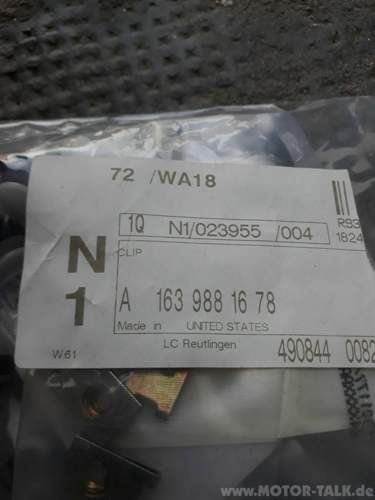 72 /WA18
1Q N1/023955 /004
R93
1824
N
1
CLIP
A 163 988 16 78
Made in UNITED STATES
W61
LC Reutlingen
490844 0082
www.MOTOR-TALK.de